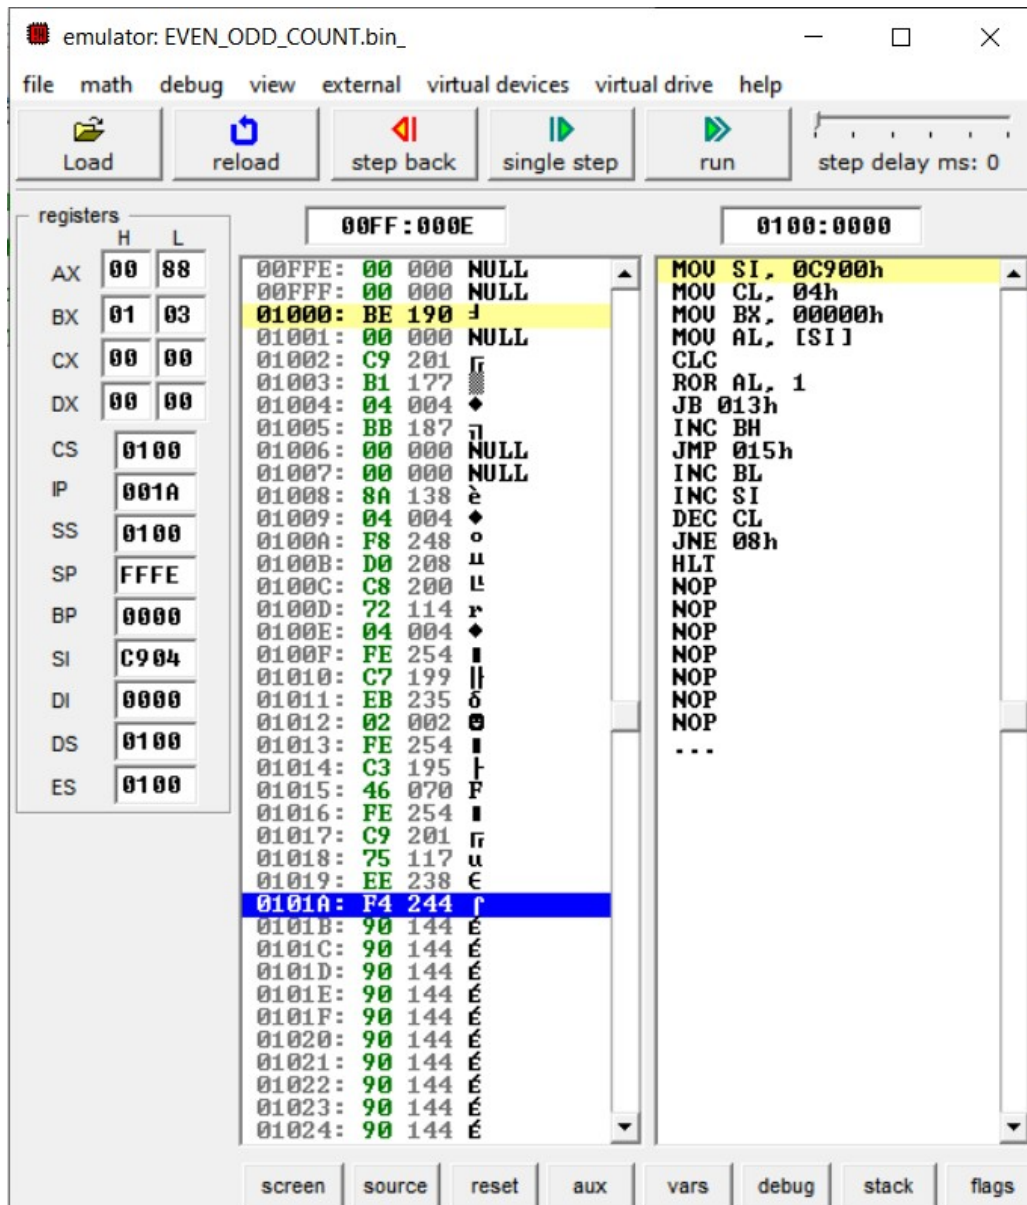 emulator: EVEN_ODD_COUNT.bin_
file math debug view external virtual devices virtual drive help
Load reload step back single step run step delay ms: 0
registers
H L
AX 00 88
BX 01 03
CX 00 00
DX 00 00
CS 0100
IP 001A
SS 0100
SP FFFE
BP 0000
SI C904
DI 0000
DS 0100
ES 0100
00FF:000E
00FFE: 00 000 NULL
00FFF: 00 000 NULL
01000: BE 190 ╛
01001: 00 000 NULL
01002: C9 201 ╔
01003: B1 177 ▒
01004: 04 004 ♦
01005: BB 187 ╗
01006: 00 000 NULL
01007: 00 000 NULL
01008: 8A 138 è
01009: 04 004 ♦
0100A: F8 248 °
0100B: D0 208 ╨
0100C: C8 200 ╚
0100D: 72 114 r
0100E: 04 004 ♦
0100F: FE 254 ■
01010: C7 199 ╟
01011: EB 235 δ
01012: 02 002 ☻
01013: FE 254 ■
01014: C3 195 ├
01015: 46 070 F
01016: FE 254 ■
01017: C9 201 ╔
01018: 75 117 u
01019: EE 238 ε
0101A: F4 244 ⌠
0101B: 90 144 É
0101C: 90 144 É
0101D: 90 144 É
0101E: 90 144 É
0101F: 90 144 É
01020: 90 144 É
01021: 90 144 É
01022: 90 144 É
01023: 90 144 É
01024: 90 144 É
0100:0000
MOV SI, 0C900h
MOV CL, 04h
MOV BX, 00000h
MOV AL, [SI]
CLC
ROR AL, 1
JB 013h
INC BH
JMP 015h
INC BL
INC SI
DEC CL
JNE 08h
HLT
NOP
NOP
NOP
NOP
NOP
NOP
NOP
...
screen source reset aux vars debug stack flags